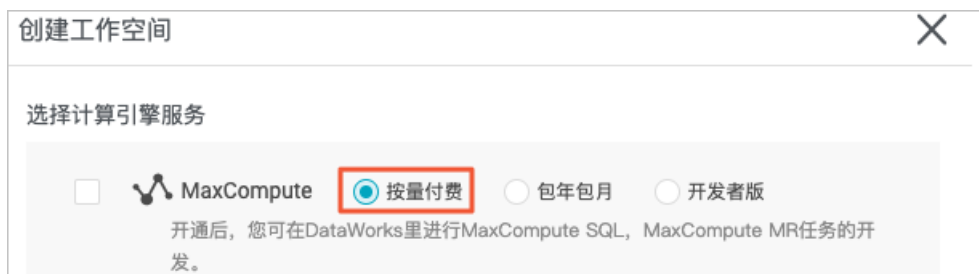 创建工作空间
选择计算引擎服务
MaxCompute 按量付费 包年包月 开发者版
开通后，您可在DataWorks里进行MaxCompute SQL，MaxCompute MR任务的开
发。